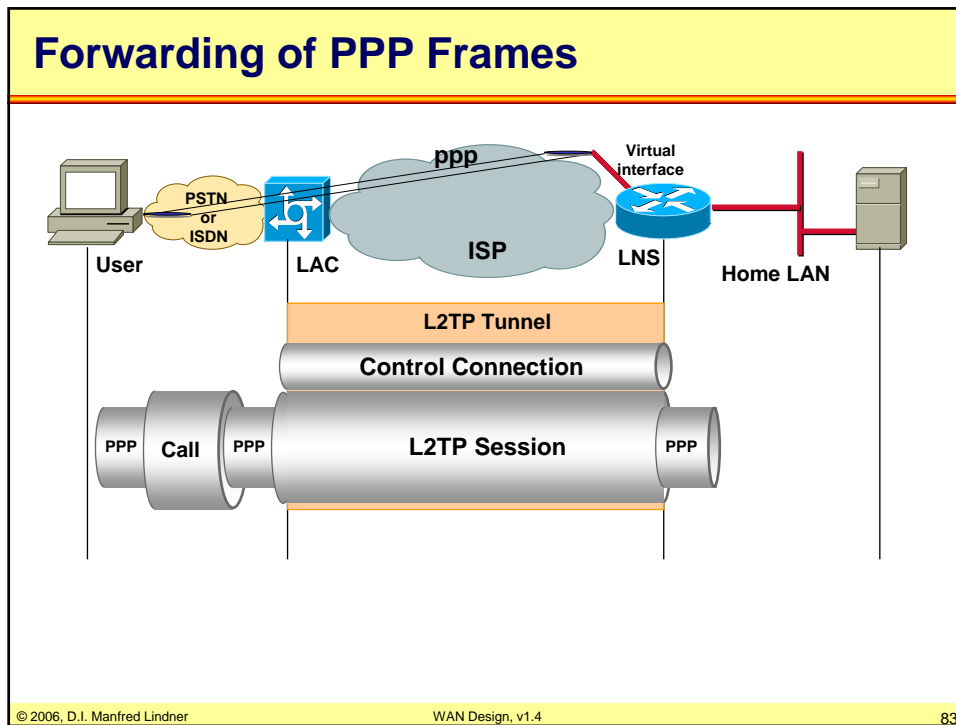 Forwarding of PPP Frames
ppp
Virtual
interface
PSTN
or
ISDN
ISP
User
LAC
LNS
Home LAN
L2TP Tunnel
Control Connection
PPP
Call
PPP
L2TP Session
PPP
© 2006, D.I. Manfred Lindner
WAN Design, v1.4
83